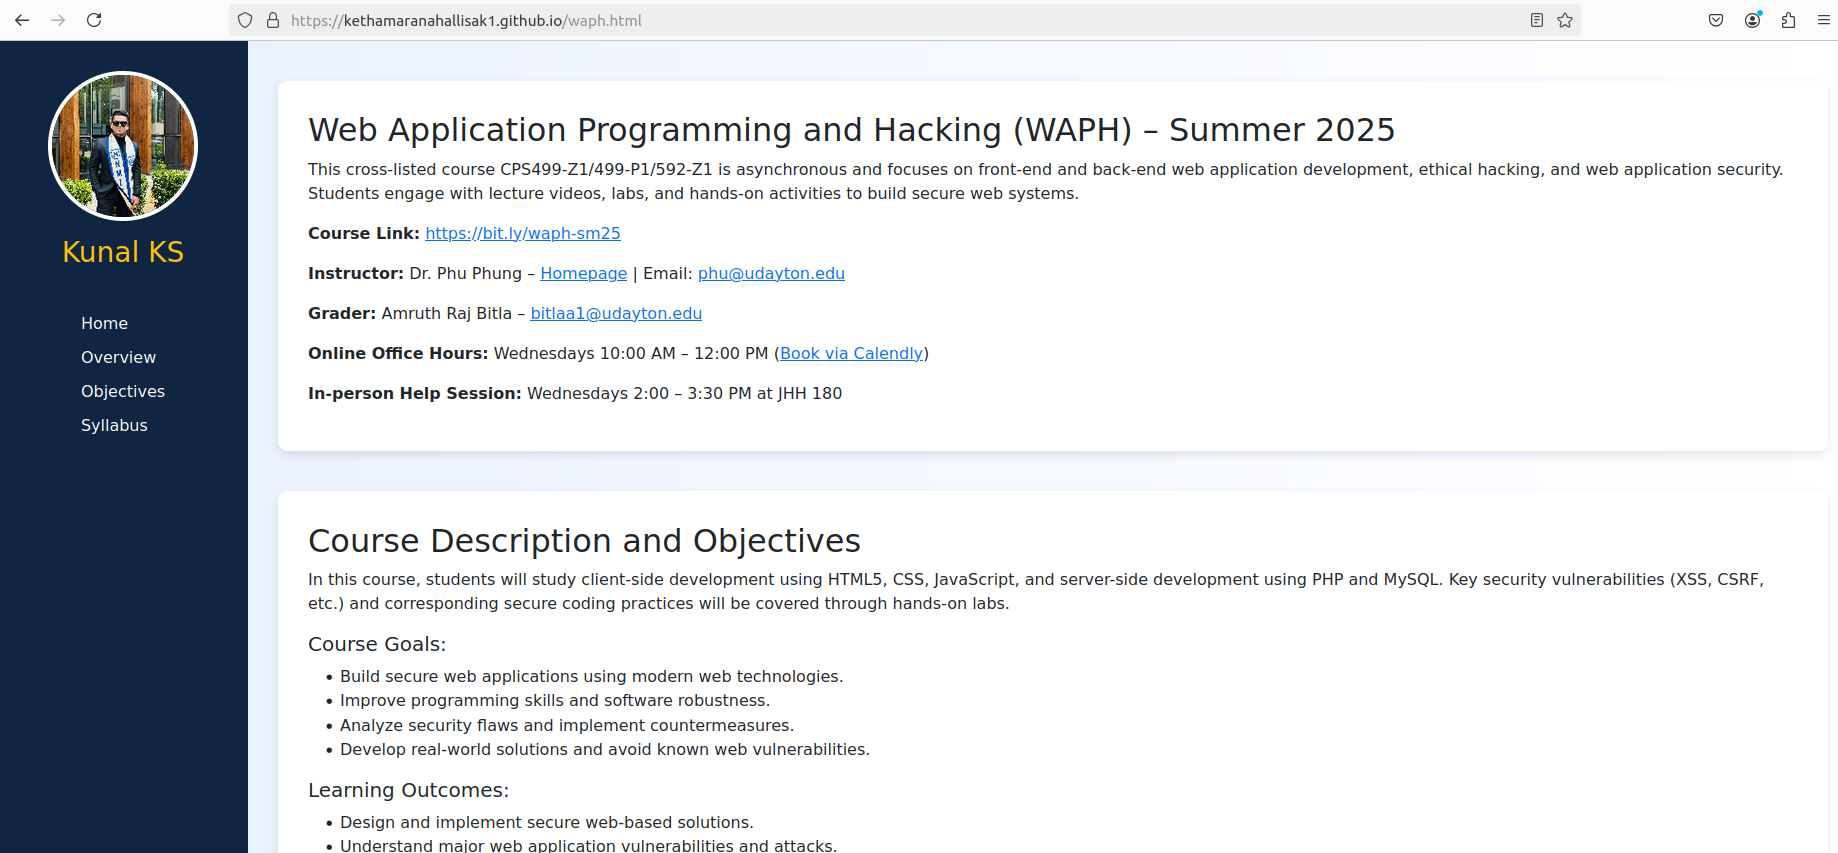 https://kethamaranahallisak1.github.io/waph.html
Kunal KS
Home
Overview
Objectives
Syllabus
Web Application Programming and Hacking (WAPH) – Summer 2025
This cross-listed course CPS499-Z1/499-P1/592-Z1 is asynchronous and focuses on front-end and back-end web application development, ethical hacking, and web application security.
Students engage with lecture videos, labs, and hands-on activities to build secure web systems.
Course Link: https://bit.ly/waph-sm25
Instructor: Dr. Phu Phung – Homepage | Email: phu@udayton.edu
Grader: Amruth Raj Bitla – bitlaa1@udayton.edu
Online Office Hours: Wednesdays 10:00 AM – 12:00 PM (Book via Calendly)
In-person Help Session: Wednesdays 2:00 – 3:30 PM at JHH 180
Course Description and Objectives
In this course, students will study client-side development using HTML5, CSS, JavaScript, and server-side development using PHP and MySQL. Key security vulnerabilities (XSS, CSRF,
etc.) and corresponding secure coding practices will be covered through hands-on labs.
Course Goals:
• Build secure web applications using modern web technologies.
• Improve programming skills and software robustness.
• Analyze security flaws and implement countermeasures.
• Develop real-world solutions and avoid known web vulnerabilities.
Learning Outcomes:
• Design and implement secure web-based solutions.
• Understand major web application vulnerabilities and attacks.